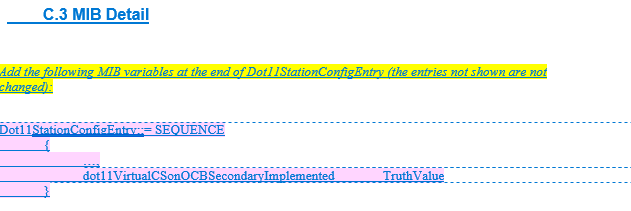 C.3 MIB Detail
Add the following MIB variables at the end of Dot11StationConfigEntry (the entries not shown are not
changed):
Dot11StationConfigEntry::= SEQUENCE
{
....
dot11VirtualCSonOCBSecondaryImplemented TruthValue
}